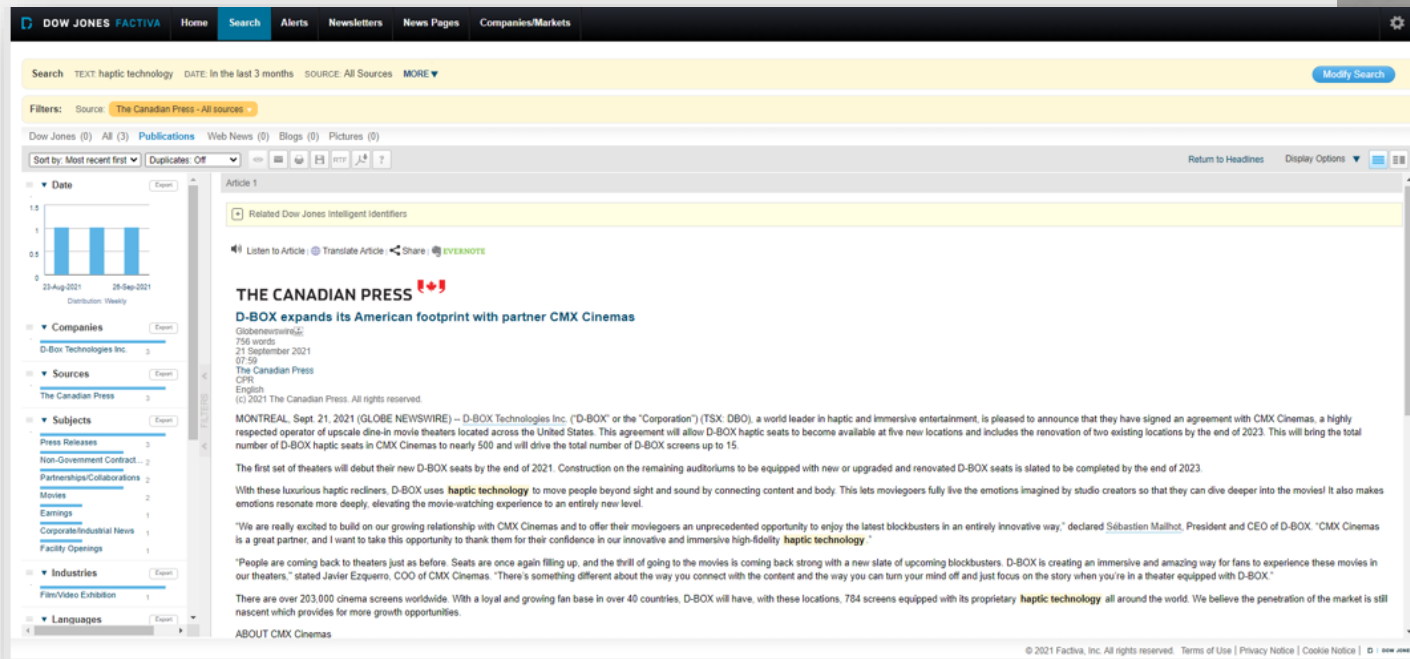 DOW JONES FACTIVA Home Search Alerts Newsletters News Pages Companies/Markets
Search TEXT: haptic technology DATE: In the last 3 months SOURCE: All Sources MORE▼
Modify Search
Filters: Source: The Canadian Press - All sources
Dow Jones (0) All (3) Publications Web News (0) Blogs (0) Pictures (0)
Sort by: Most recent first Duplicates: Off RTF ? Return to Headlines Display Options ▼
▼ Date Export
1.5
1
0.5
0
23-Aug-2021 26-Sep-2021
Distribution: Weekly
▼ Companies Export
D-Box Technologies Inc. 3
▼ Sources Export
The Canadian Press 3
▼ Subjects Export
Press Releases 3
Non-Government Contract... 2
Partnerships/Collaborations 2
Movies 2
Earnings 1
Corporate/Industrial News 1
Facility Openings 1
▼ Industries Export
Film/Video Exhibition 1
▼ Languages Export
FILTERS
Article 1
+ Related Dow Jones Intelligent Identifiers
Listen to Article | Translate Article | Share | EVERNOTE
THE CANADIAN PRESS
D-BOX expands its American footprint with partner CMX Cinemas
Globenewswire
756 words
21 September 2021
07:59
The Canadian Press
CPR
English
(c) 2021 The Canadian Press. All rights reserved.
MONTREAL, Sept. 21, 2021 (GLOBE NEWSWIRE) -- D-BOX Technologies Inc. ("D-BOX" or the "Corporation") (TSX: DBO), a world leader in haptic and immersive entertainment, is pleased to announce that they have signed an agreement with CMX Cinemas, a highly
respected operator of upscale dine-in movie theaters located across the United States. This agreement will allow D-BOX haptic seats to become available at five new locations and includes the renovation of two existing locations by the end of 2023. This will bring the total
number of D-BOX haptic seats in CMX Cinemas to nearly 500 and will drive the total number of D-BOX screens up to 15.
The first set of theaters will debut their new D-BOX seats by the end of 2021. Construction on the remaining auditoriums to be equipped with new or upgraded and renovated D-BOX seats is slated to be completed by the end of 2023.
With these luxurious haptic recliners, D-BOX uses haptic technology to move people beyond sight and sound by connecting content and body. This lets moviegoers fully live the emotions imagined by studio creators so that they can dive deeper into the movies! It also makes
emotions resonate more deeply, elevating the movie-watching experience to an entirely new level.
"We are really excited to build on our growing relationship with CMX Cinemas and to offer their moviegoers an unprecedented opportunity to enjoy the latest blockbusters in an entirely innovative way," declared Sébastien Mailhot, President and CEO of D-BOX. "CMX Cinemas
is a great partner, and I want to take this opportunity to thank them for their confidence in our innovative and immersive high-fidelity haptic technology."
"People are coming back to theaters just as before. Seats are once again filling up, and the thrill of going to the movies is coming back strong with a new slate of upcoming blockbusters. D-BOX is creating an immersive and amazing way for fans to experience these movies in
our theaters," stated Javier Ezquerro, COO of CMX Cinemas. "There's something different about the way you connect with the content and the way you can turn your mind off and just focus on the story when you're in a theater equipped with D-BOX."
There are over 203,000 cinema screens worldwide. With a loyal and growing fan base in over 40 countries, D-BOX will have, with these locations, 784 screens equipped with its proprietary haptic technology all around the world. We believe the penetration of the market is still
nascent which provides for more growth opportunities.
ABOUT CMX Cinemas
© 2021 Factiva, Inc. All rights reserved. Terms of Use | Privacy Notice | Cookie Notice | D | DOW JONES